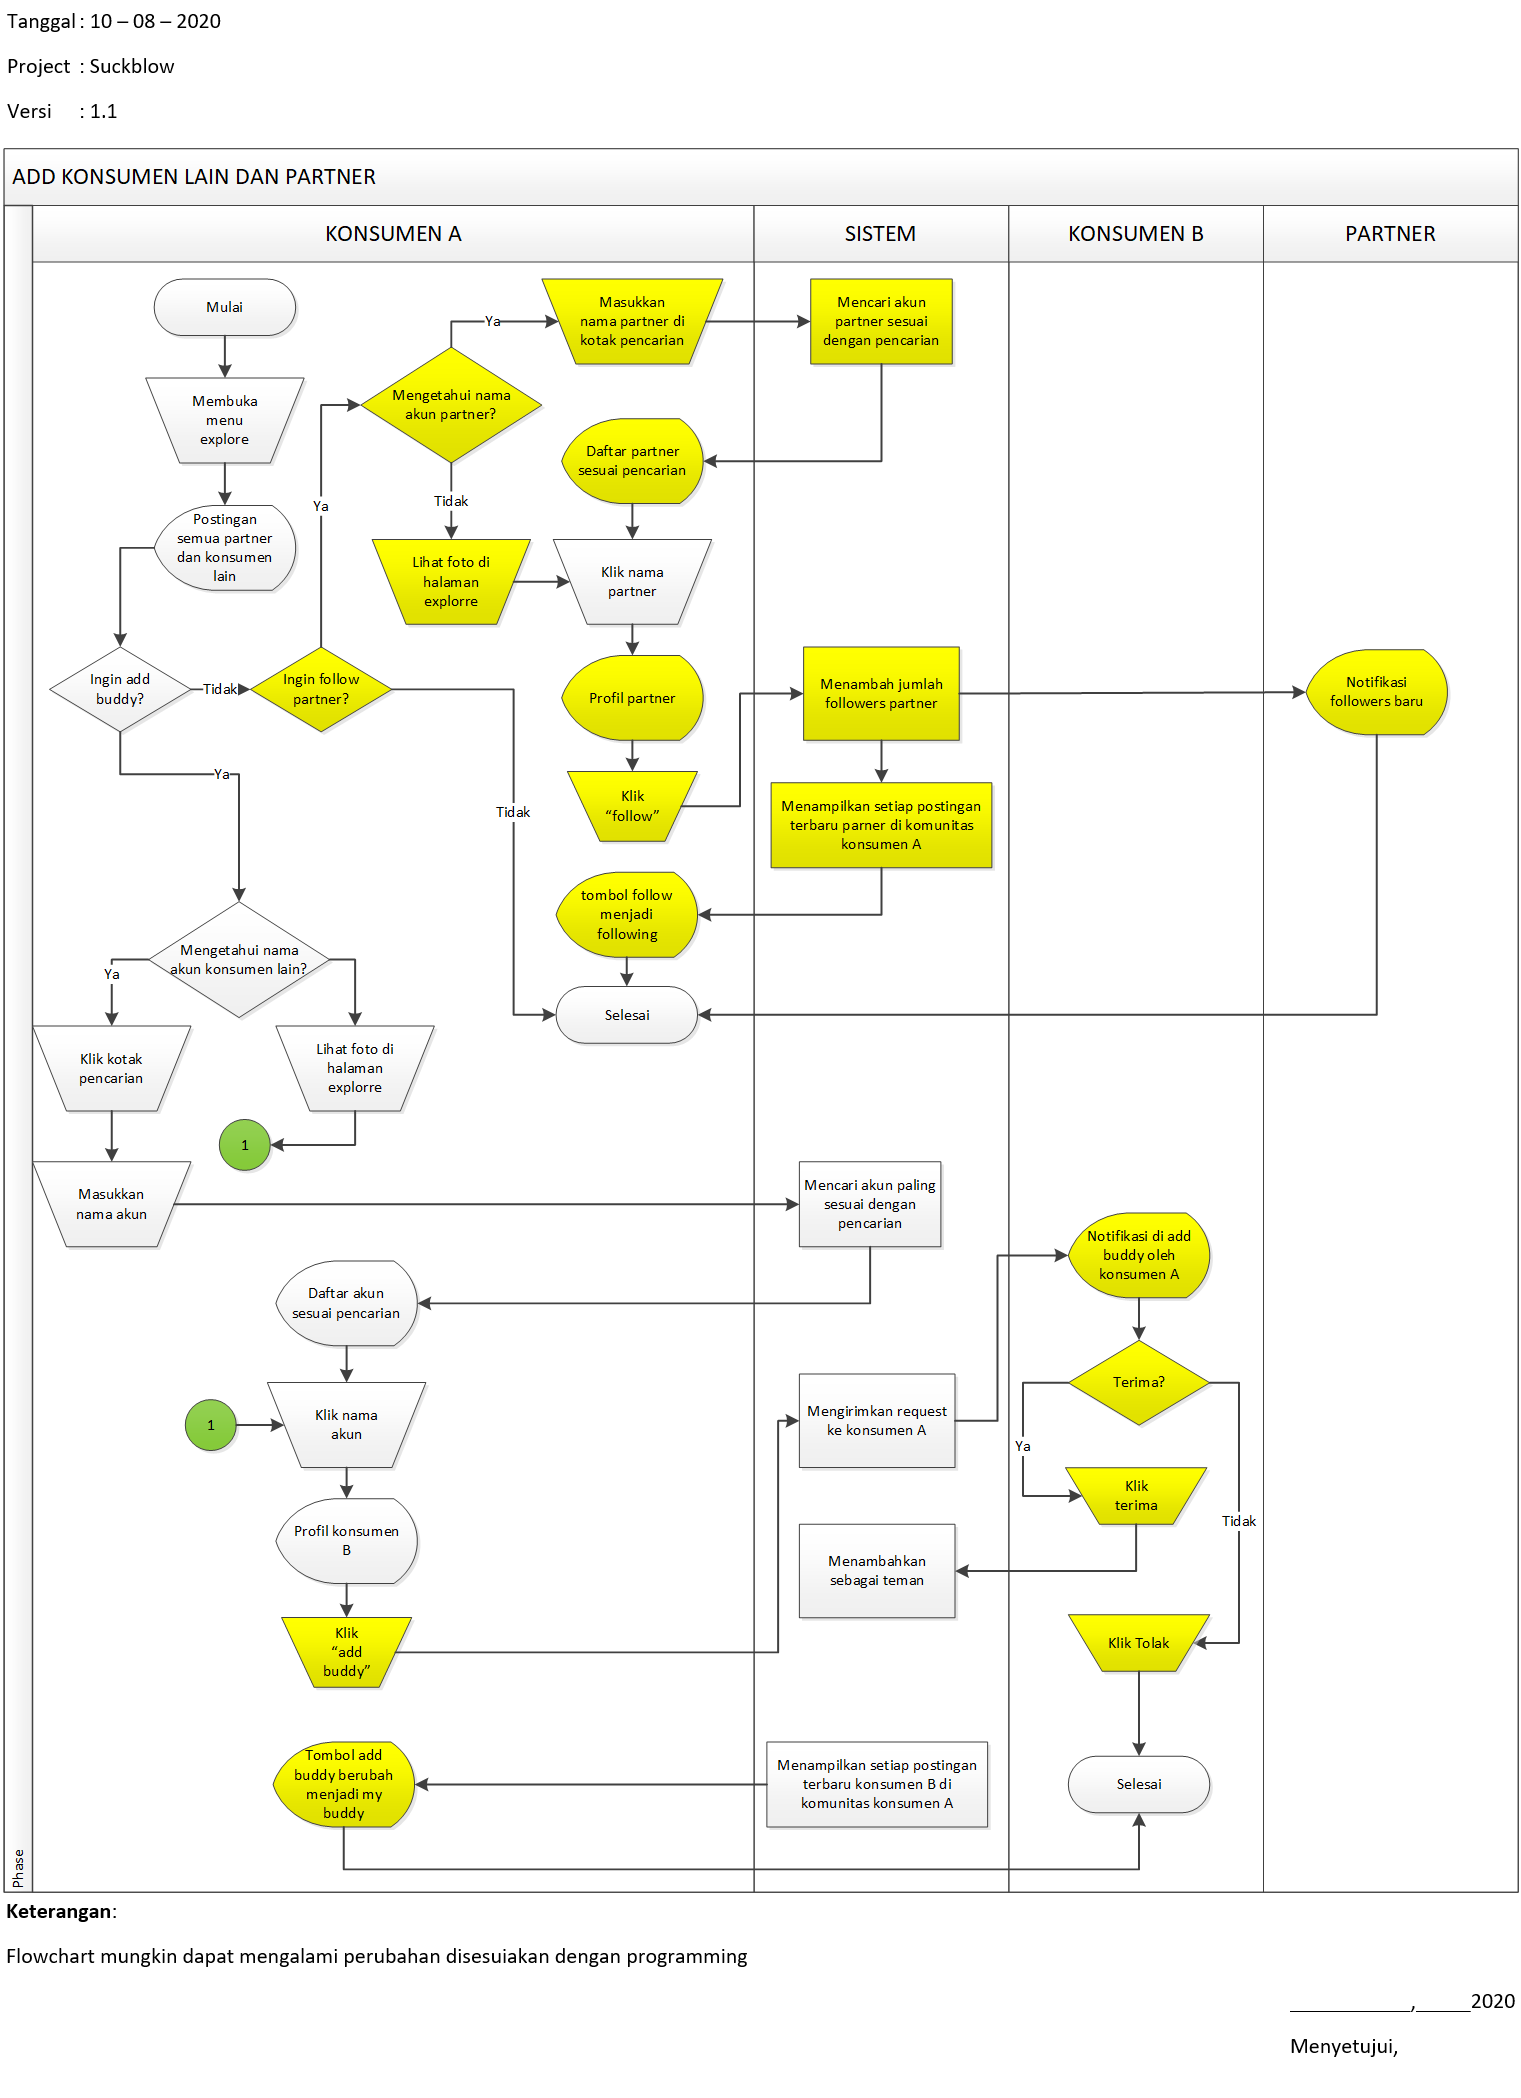 Tanggal : 10 – 08 – 2020
Project : Suckblow
Versi : 1.1
ADD KONSUMEN LAIN DAN PARTNER
Phase
KONSUMEN A
SISTEM
KONSUMEN B
PARTNER
Mulai
Membuka
menu
explore
Postingan
semua partner
dan konsumen
lain
Ingin add
buddy?
Tidak
Ingin follow
partner?
Ya
Mengetahui nama
akun partner?
Ya
Masukkan
nama partner di
kotak pencarian
Mencari akun
partner sesuai
dengan pencarian
Daftar partner
sesuai pencarian
Tidak
Lihat foto di
halaman
explorre
Klik nama
partner
Profil partner
Klik
“follow”
Menambah jumlah
followers partner
Notifikasi
followers baru
Menampilkan setiap postingan
terbaru parner di komunitas
konsumen A
tombol follow
menjadi
following
Tidak
Selesai
Ya
Mengetahui nama
akun konsumen lain?
Ya
Klik kotak
pencarian
Lihat foto di
halaman
explorre
1
Masukkan
nama akun
Mencari akun paling
sesuai dengan
pencarian
Daftar akun
sesuai pencarian
1
Klik nama
akun
Profil konsumen
B
Klik
“add
buddy”
Mengirimkan request
ke konsumen A
Notifikasi di add
buddy oleh
konsumen A
Terima?
Ya
Klik
terima
Tidak
Menambahkan
sebagai teman
Klik Tolak
Menampilkan setiap postingan
terbaru konsumen B di
komunitas konsumen A
Tombol add
buddy berubah
menjadi my
buddy
Selesai
Keterangan:
Flowchart mungkin dapat mengalami perubahan disesuiakan dengan programming
___________,_____2020
Menyetujui,